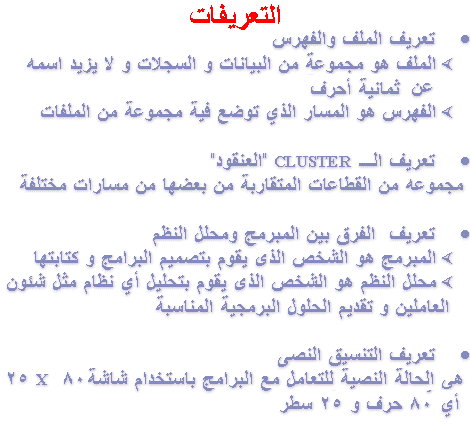 التعريفات
• تعريف الملف والفهرس
الملف هو مجموعة من البيانات و السجلات و لا يزيد اسمه
عن ثمانية أحرف
الفهرس هو المسار الذي توضع فية مجموعة من الملفات
• تعريف الـــ CLUSTER "العنقود"
مجموعه من القطاعات المتقاربة من بعضها من مسارات مختلفة
• تعريف الفرق بين المبرمج ومحلل النظم
المبرمج هو الشخص الذى يقوم بتصميم البرامج و كتابتها
محلل النظم هو الشخص الذى يقوم بتحليل أي نظام مثل شئون
العاملين و تقديم الحلول البرمجية المناسبة
• تعريف التنسيق النصى
هى الحالة النصية للتعامل مع البرامج باستخدام شاشة ٨٠ X ٢٥
أي ٨٠ حرف و ٢٥ سطر